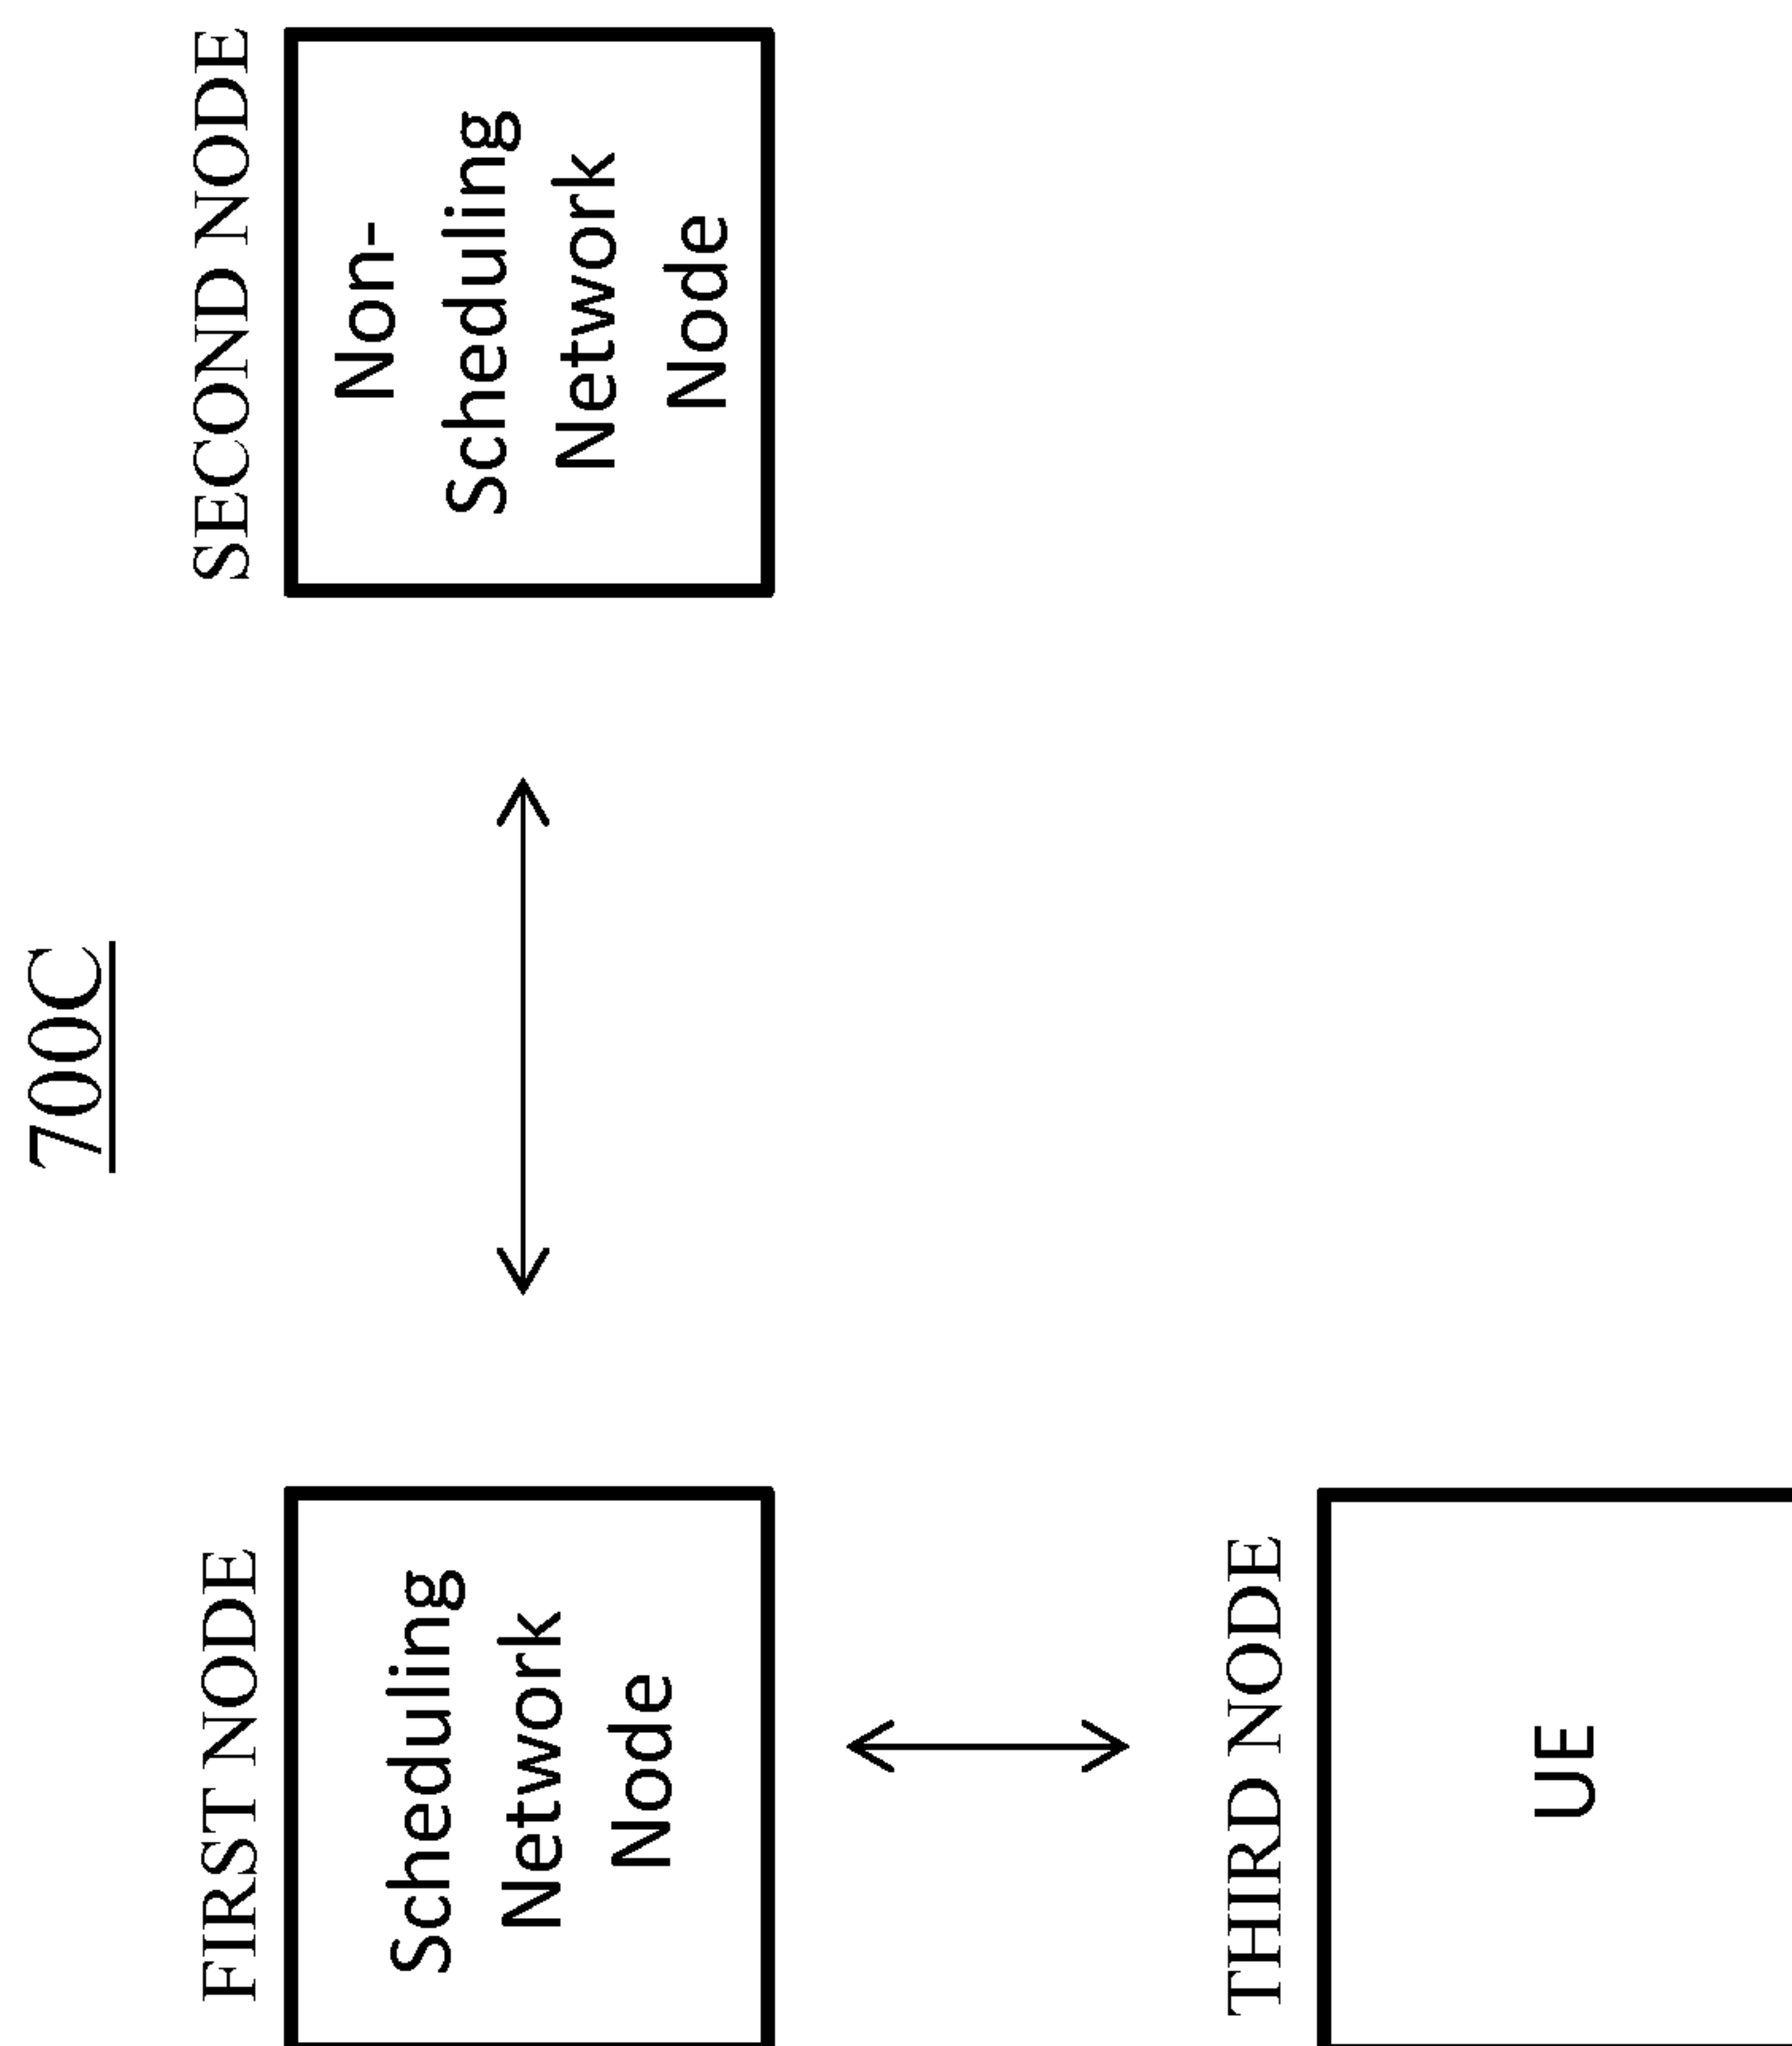 700C
FIRST NODE
Scheduling
Network
Node
SECOND NODE
Non-
Scheduling
Network
Node
THIRD NODE
UE